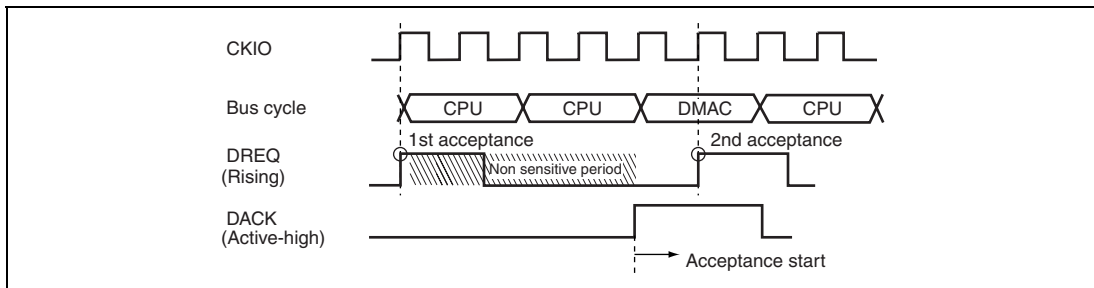 CKIO
Bus cycle
CPU
CPU
DMAC
CPU
1st acceptance
2nd acceptance
DREQ
(Rising)
Non sensitive period
DACK
(Active-high)
Acceptance start